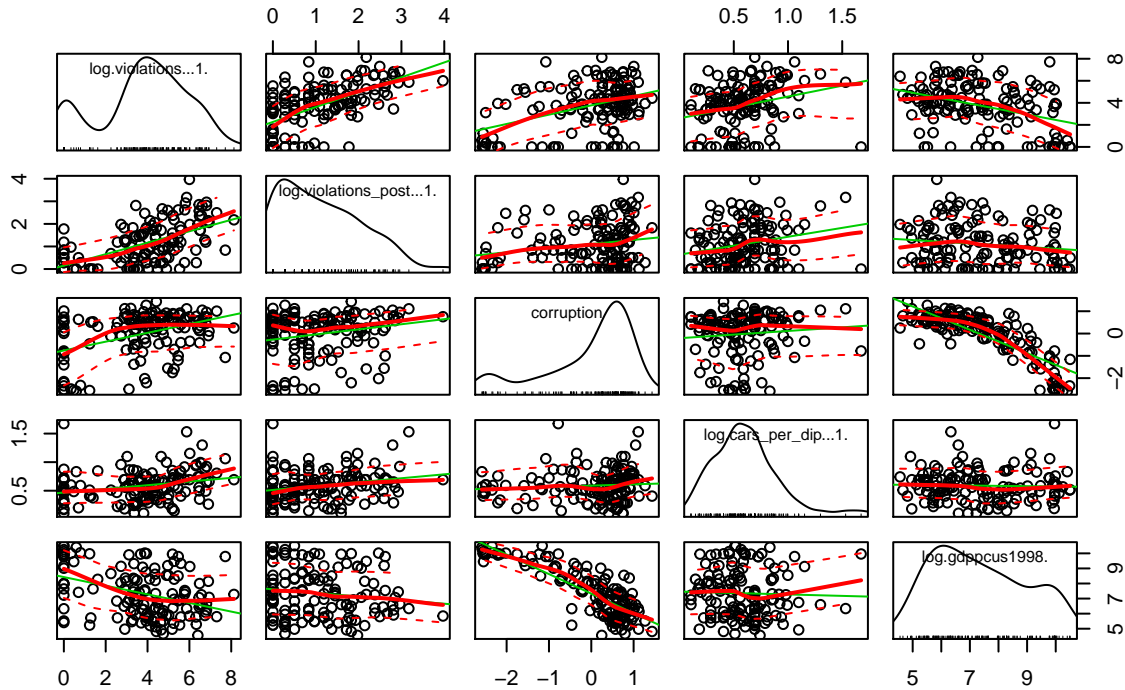 0 1 2 3 4 0.5 1.0 1.5
log.violations...1. 0 4 8
0 2 4 log.violations_post...1.
corruption −2 0
0.5 1.5 log.cars_per_dip...1.
log.gdppcus1998. 5 7 9
0 2 4 6 8 −2 −1 0 1 5 7 9